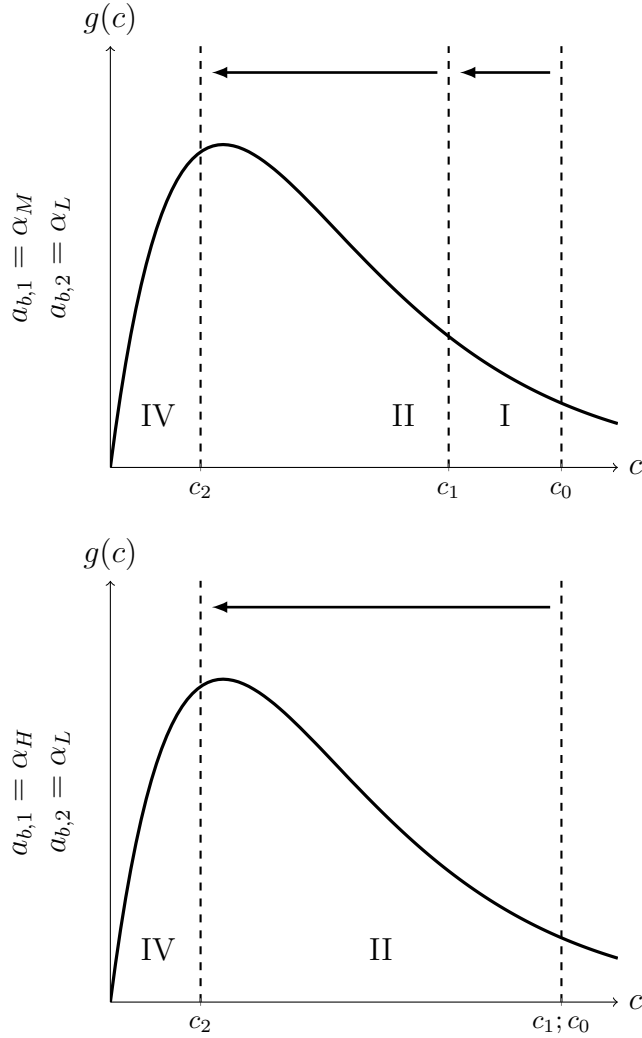 g(c)
a_{b,1} = α_M
a_{b,2} = α_L
IV
II
I
c
c_2
c_1
c_0
g(c)
a_{b,1} = α_H
a_{b,2} = α_L
IV
II
c
c_2
c_1; c_0